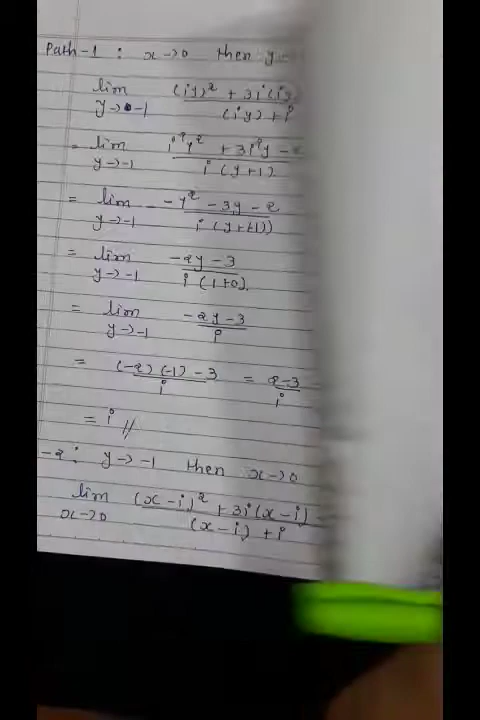 Path-1 : x→0 then y
lim y→-1 (iy)² + 3i(iy) / (iy) + i
= lim y→-1 i²y² + 3i²y - / i (y+1)
= lim y→-1 -y² - 3y - 2 / i (y+1))
= lim y→-1 -2y - 3 / i (1+0)
= lim y→-1 -2y - 3 / i
= (-2) (-1) - 3 / i = 2-3 / i
= i //
-2 : y→-1 then x→0
lim x→0 (x-i)² + 3i(x-i) / (x-i) + i